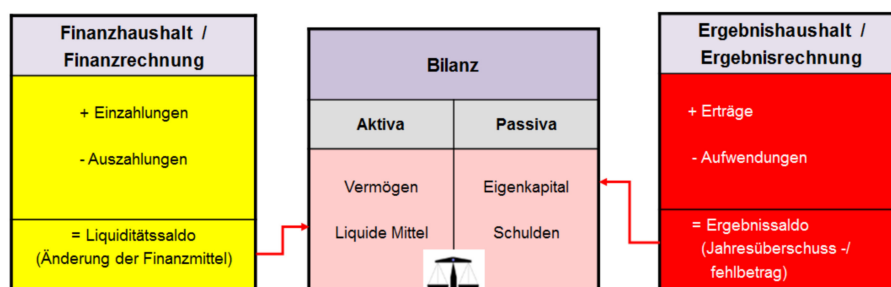 Finanzhaushalt /
Finanzrechnung
+ Einzahlungen
- Auszahlungen
= Liquiditätssaldo
(Änderung der Finanzmittel)
Bilanz
Aktiva
Passiva
Vermögen
Eigenkapital
Liquide Mittel
Schulden
Ergebnishaushalt /
Ergebnisrechnung
+ Erträge
- Aufwendungen
= Ergebnissaldo
(Jahresüberschuss -/
fehlbetrag)